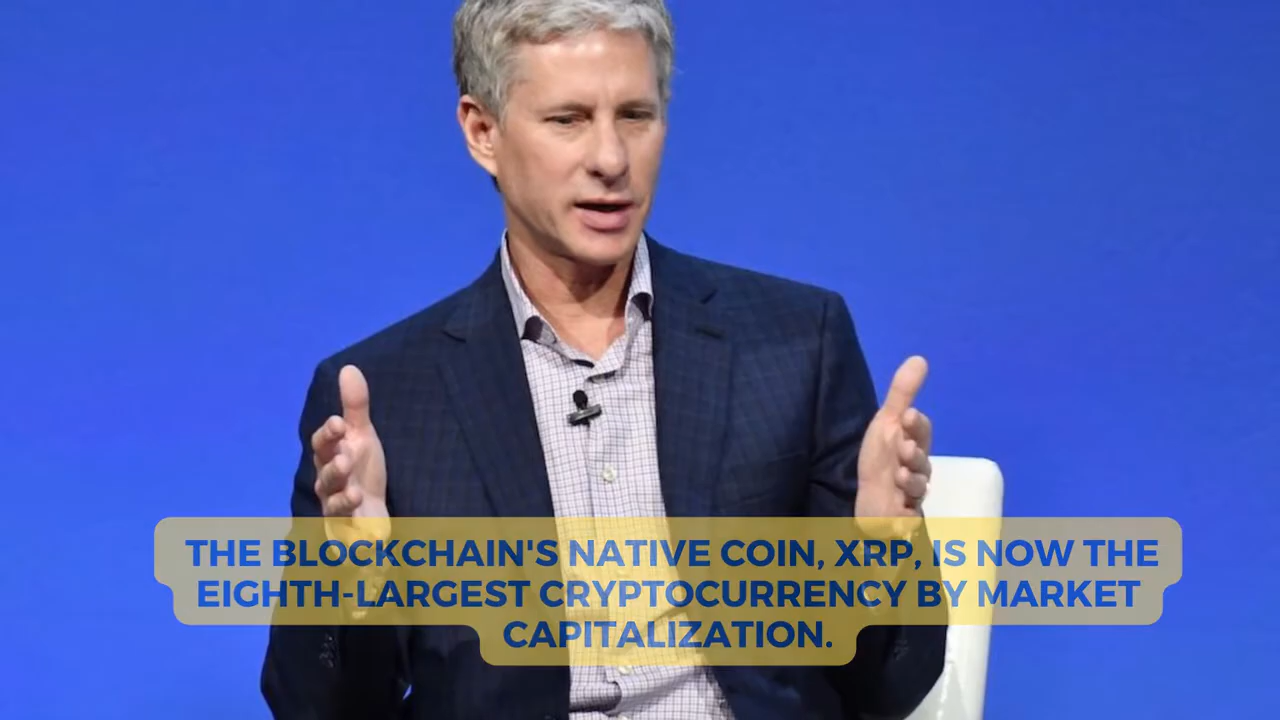 THE BLOCKCHAIN'S NATIVE COIN, XRP, IS NOW THE
EIGHTH-LARGEST CRYPTOCURRENCY BY MARKET
CAPITALIZATION.